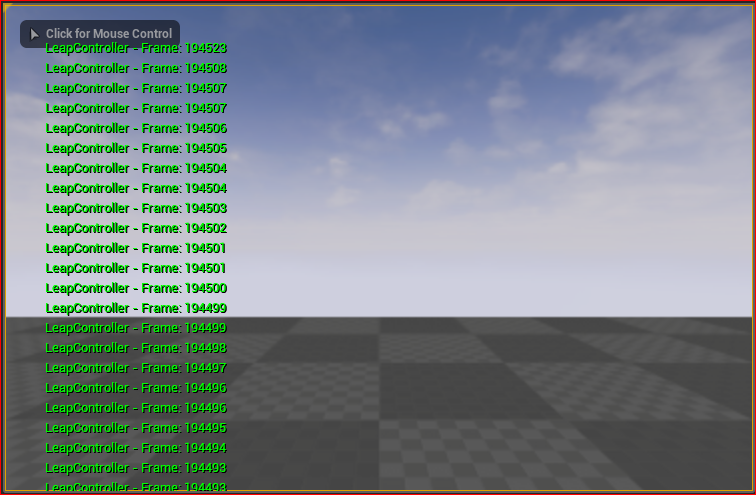 Click for Mouse Control
LeapController - Frame: 194523
LeapController - Frame: 194508
LeapController - Frame: 194507
LeapController - Frame: 194507
LeapController - Frame: 194506
LeapController - Frame: 194505
LeapController - Frame: 194504
LeapController - Frame: 194504
LeapController - Frame: 194503
LeapController - Frame: 194502
LeapController - Frame: 194501
LeapController - Frame: 194501
LeapController - Frame: 194500
LeapController - Frame: 194499
LeapController - Frame: 194499
LeapController - Frame: 194498
LeapController - Frame: 194497
LeapController - Frame: 194496
LeapController - Frame: 194496
LeapController - Frame: 194495
LeapController - Frame: 194494
LeapController - Frame: 194493
LeapController - Frame: 194493